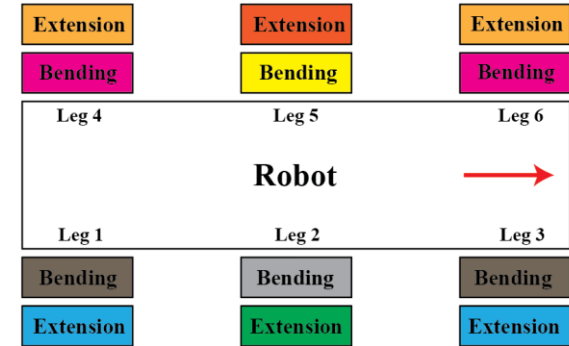 Extension Extension Extension
Bending Bending Bending
Leg 4 Leg 5 Leg 6
Robot
Leg 1 Leg 2 Leg 3
Bending Bending Bending
Extension Extension Extension